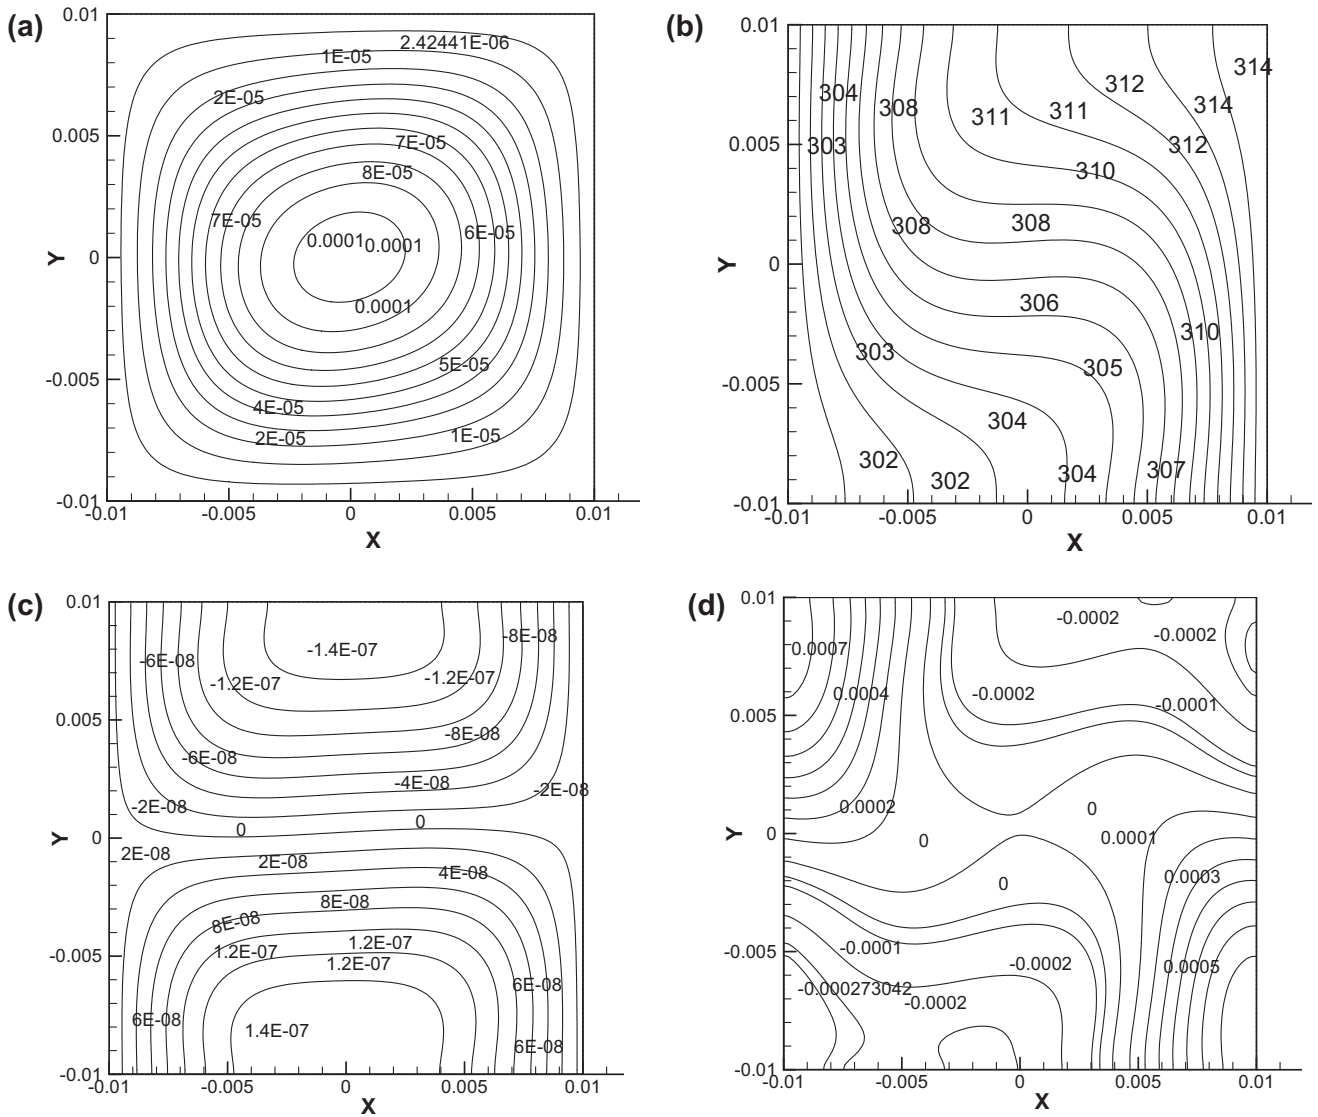 (a)
0.01
0.005
0
-0.005
-0.01
Y
2.42441E-06
1E-05
2E-05
7E-05
8E-05
7E-05
6E-05
0.0001
0.0001
0.0001
5E-05
4E-05
2E-05
1E-05
-0.01
-0.005
0
0.005
0.01
X
(b)
0.01
0.005
0
-0.005
-0.01
Y
314
312
304
314
308
311
311
312
303
310
308
308
306
310
303
305
304
302
304
307
302
-0.01
-0.005
0
0.005
0.01
X
(c)
0.01
0.005
0
-0.005
-0.01
Y
-8E-08
-1.4E-07
-6E-08
-1.2E-07
-1.2E-07
-8E-08
-6E-08
-4E-08
-2E-08
-2E-08
0
0
2E-08
2E-08
4E-08
8E-08
8E-08
1.2E-07
1.2E-07
1.2E-07
6E-08
6E-08
1.4E-07
6E-08
-0.01
-0.005
0
0.005
0.01
X
(d)
0.01
0.005
0
-0.005
-0.01
Y
-0.0002
-0.0002
0.0007
0.0004
-0.0002
-0.0001
0.0002
0
0
0.0001
0
0.0003
-0.0001
-0.0002
0.0005
-0.000273042
-0.0002
-0.01
-0.005
0
0.005
0.01
X